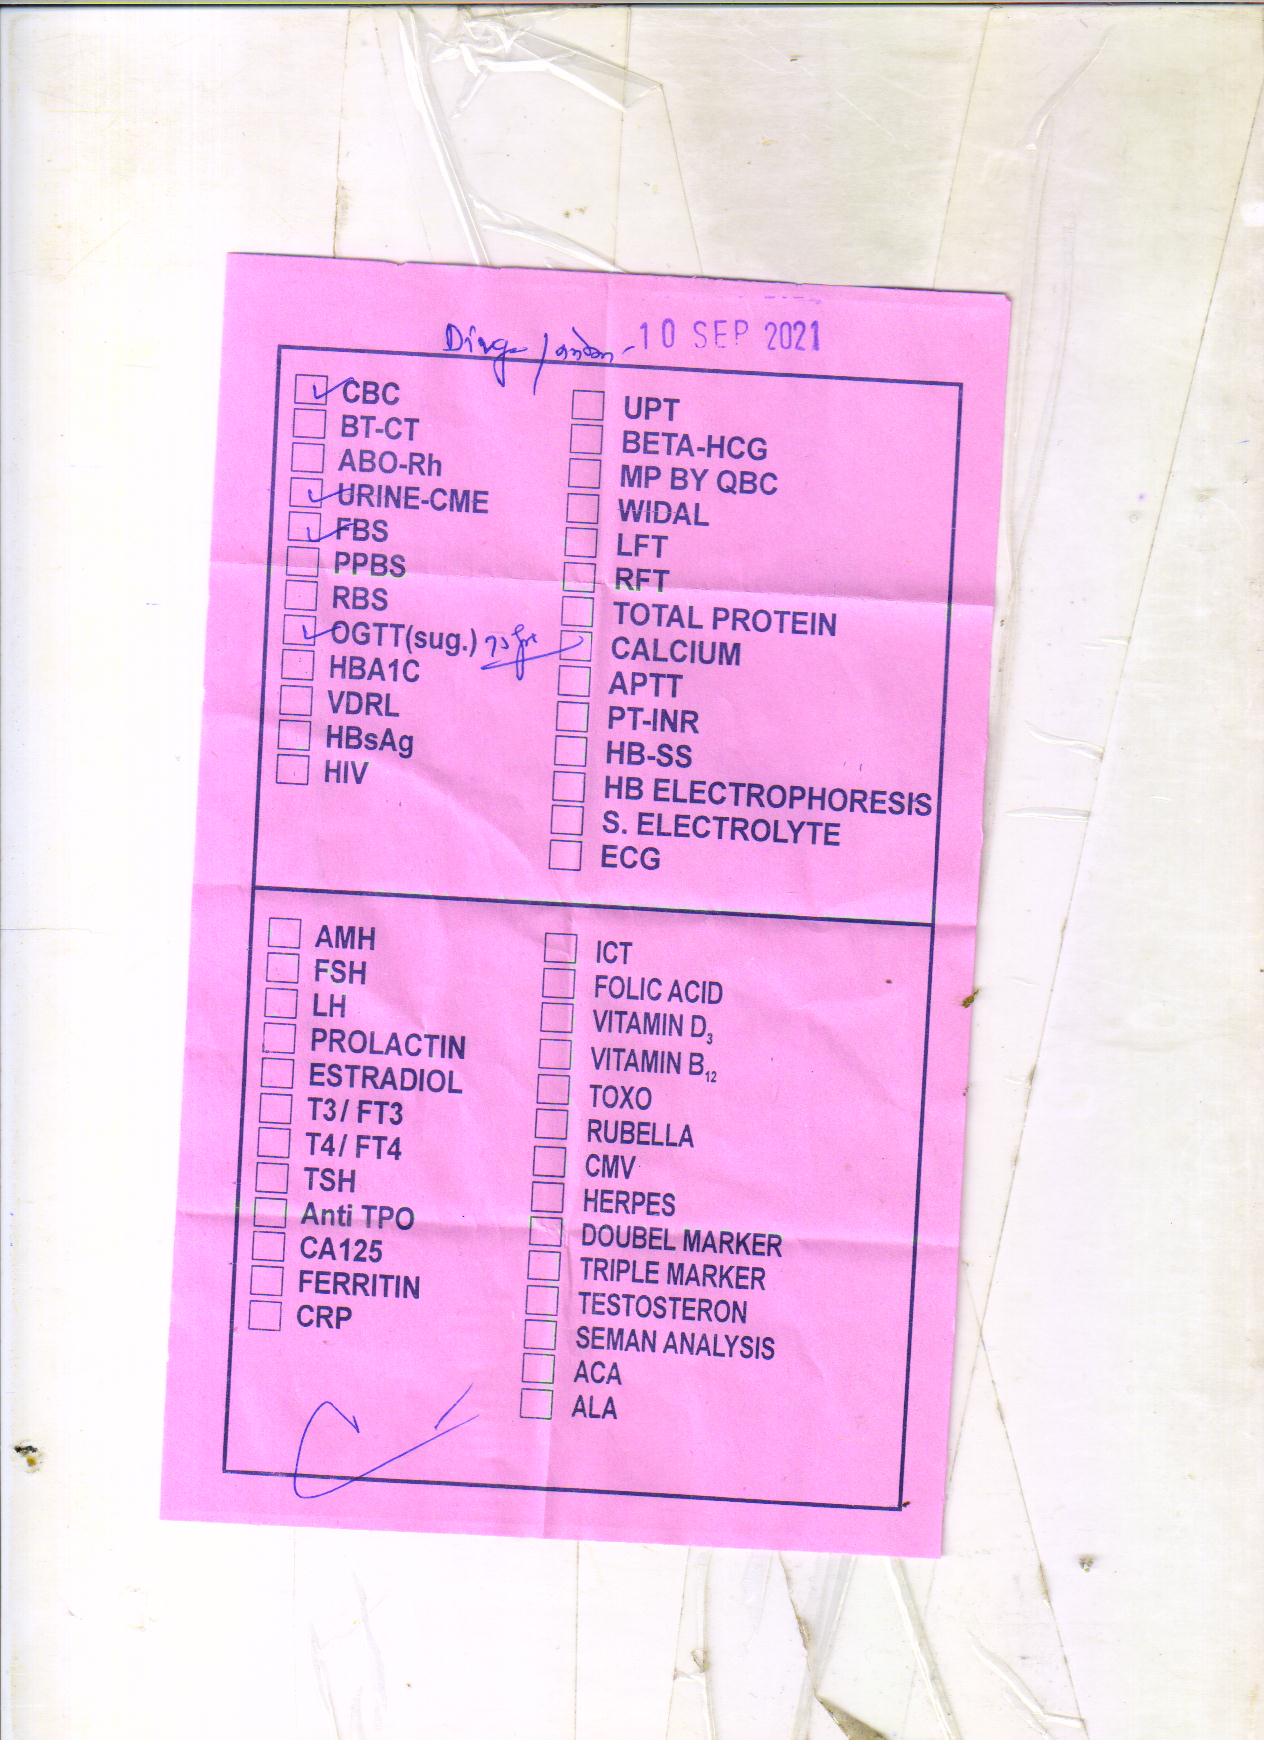 10 SEP 2021
CBC
BT-CT
ABO-Rh
URINE-CME
FBS
PPBS
RBS
OGTT(sug.) 75 gm
HBA1C
VDRL
HBsAg
HIV
UPT
BETA-HCG
MP BY QBC
WIDAL
LFT
RFT
TOTAL PROTEIN
CALCIUM
APTT
PT-INR
HB-SS
HB ELECTROPHORESIS
S. ELECTROLYTE
ECG
AMH
FSH
LH
PROLACTIN
ESTRADIOL
T3/ FT3
T4/ FT4
TSH
Anti TPO
CA125
FERRITIN
CRP
ICT
FOLIC ACID
VITAMIN D3
VITAMIN B12
TOXO
RUBELLA
CMV
HERPES
DOUBEL MARKER
TRIPLE MARKER
TESTOSTERON
SEMAN ANALYSIS
ACA
ALA